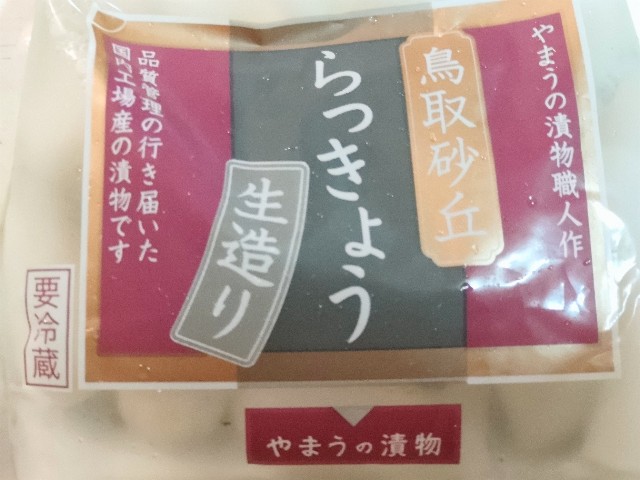 やまうの漬物職人作
鳥取砂丘
らっきょう
生造り
品質管理の行き届いた
国内工場産の漬物です
要冷蔵
やまうの漬物